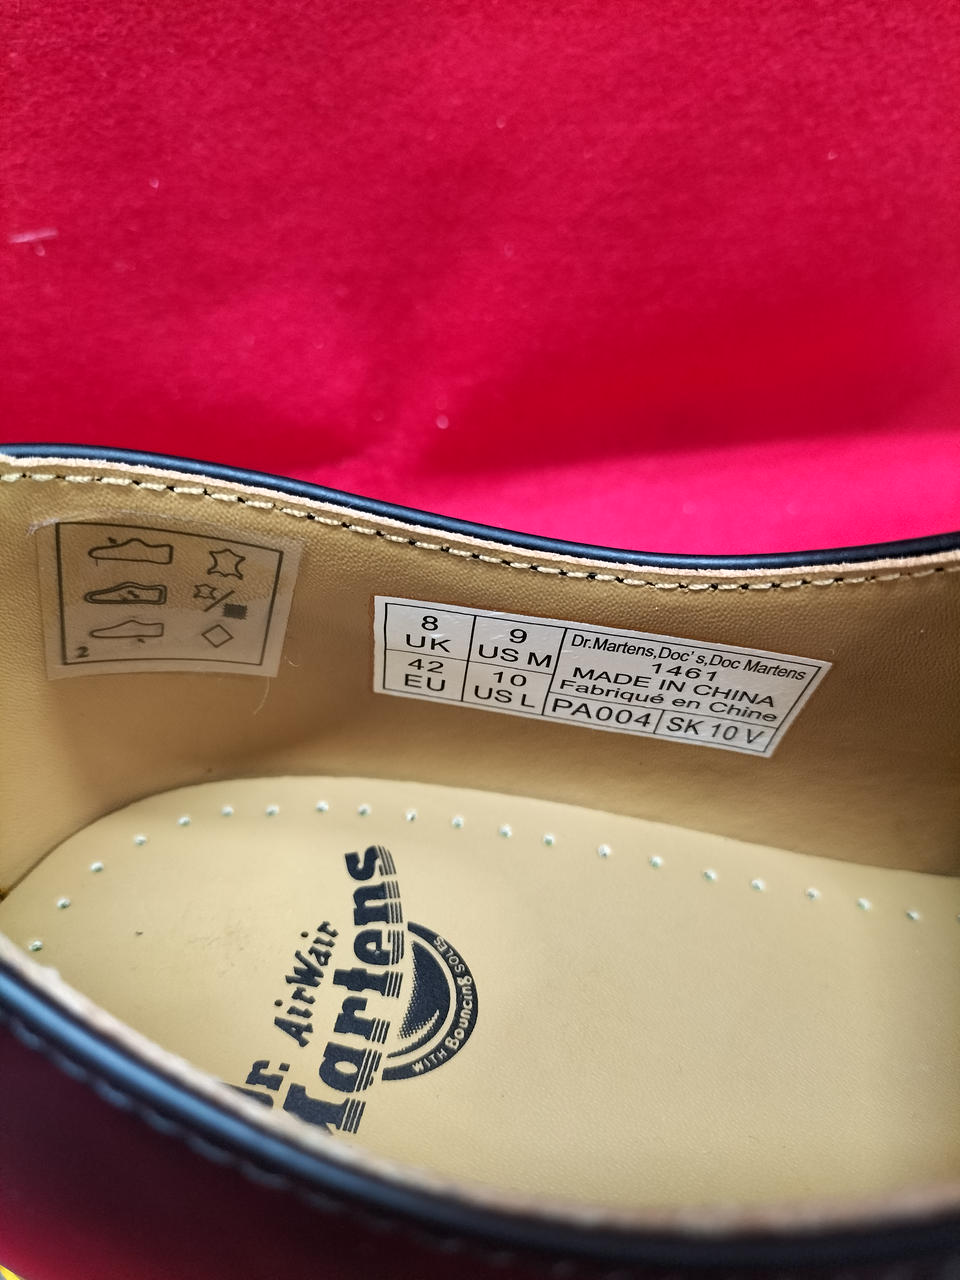 2
8
UK
9
US M
42
EU
10
US L
Dr.Martens,Doc's,Doc Martens
1461
MADE IN CHINA
Fabriqué en Chine
PA004
SK 10 V
AirWair
Dr. Martens
WITH Bouncing SOLES